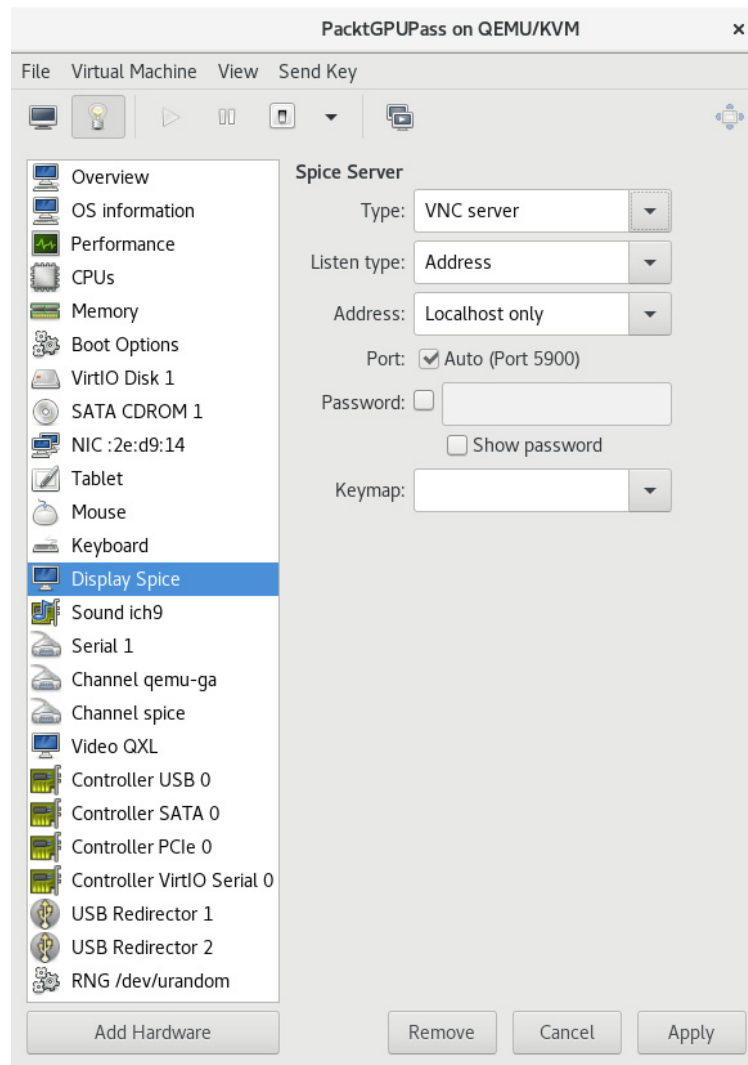 PacktGPUPass on QEMU/KVM
File Virtual Machine View Send Key
Overview
OS information
Performance
CPUs
Memory
Boot Options
VirtIO Disk 1
SATA CDROM 1
NIC :2e:d9:14
Tablet
Mouse
Keyboard
Display Spice
Sound ich9
Serial 1
Channel qemu-ga
Channel spice
Video QXL
Controller USB 0
Controller SATA 0
Controller PCIe 0
Controller VirtIO Serial 0
USB Redirector 1
USB Redirector 2
RNG /dev/urandom
Add Hardware
Spice Server
Type: VNC server
Listen type: Address
Address: Localhost only
Port: Auto (Port 5900)
Password:
Show password
Keymap:
Remove Cancel Apply